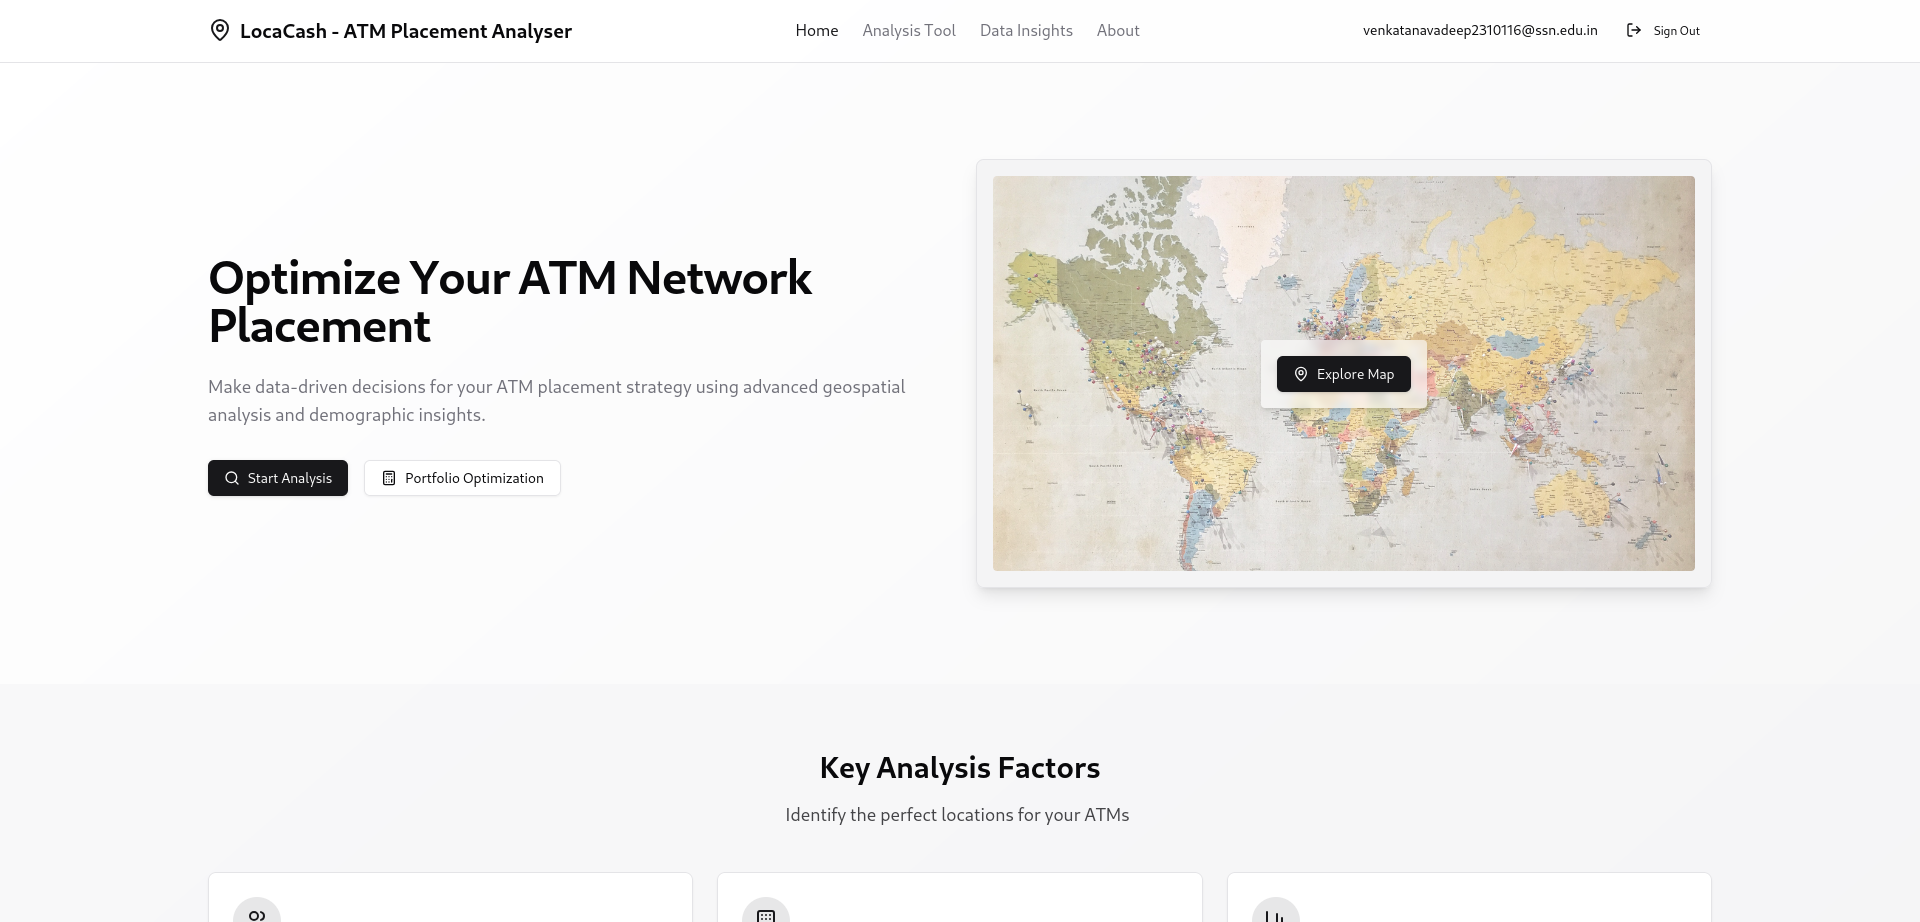 LocaCash - ATM Placement Analyser
Home
Analysis Tool
Data Insights
About
venkatanavadeep2310116@ssn.edu.in
Sign Out
Optimize Your ATM Network
Placement
Make data-driven decisions for your ATM placement strategy using advanced geospatial
analysis and demographic insights.
Start Analysis
Portfolio Optimization
Explore Map
Key Analysis Factors
Identify the perfect locations for your ATMs